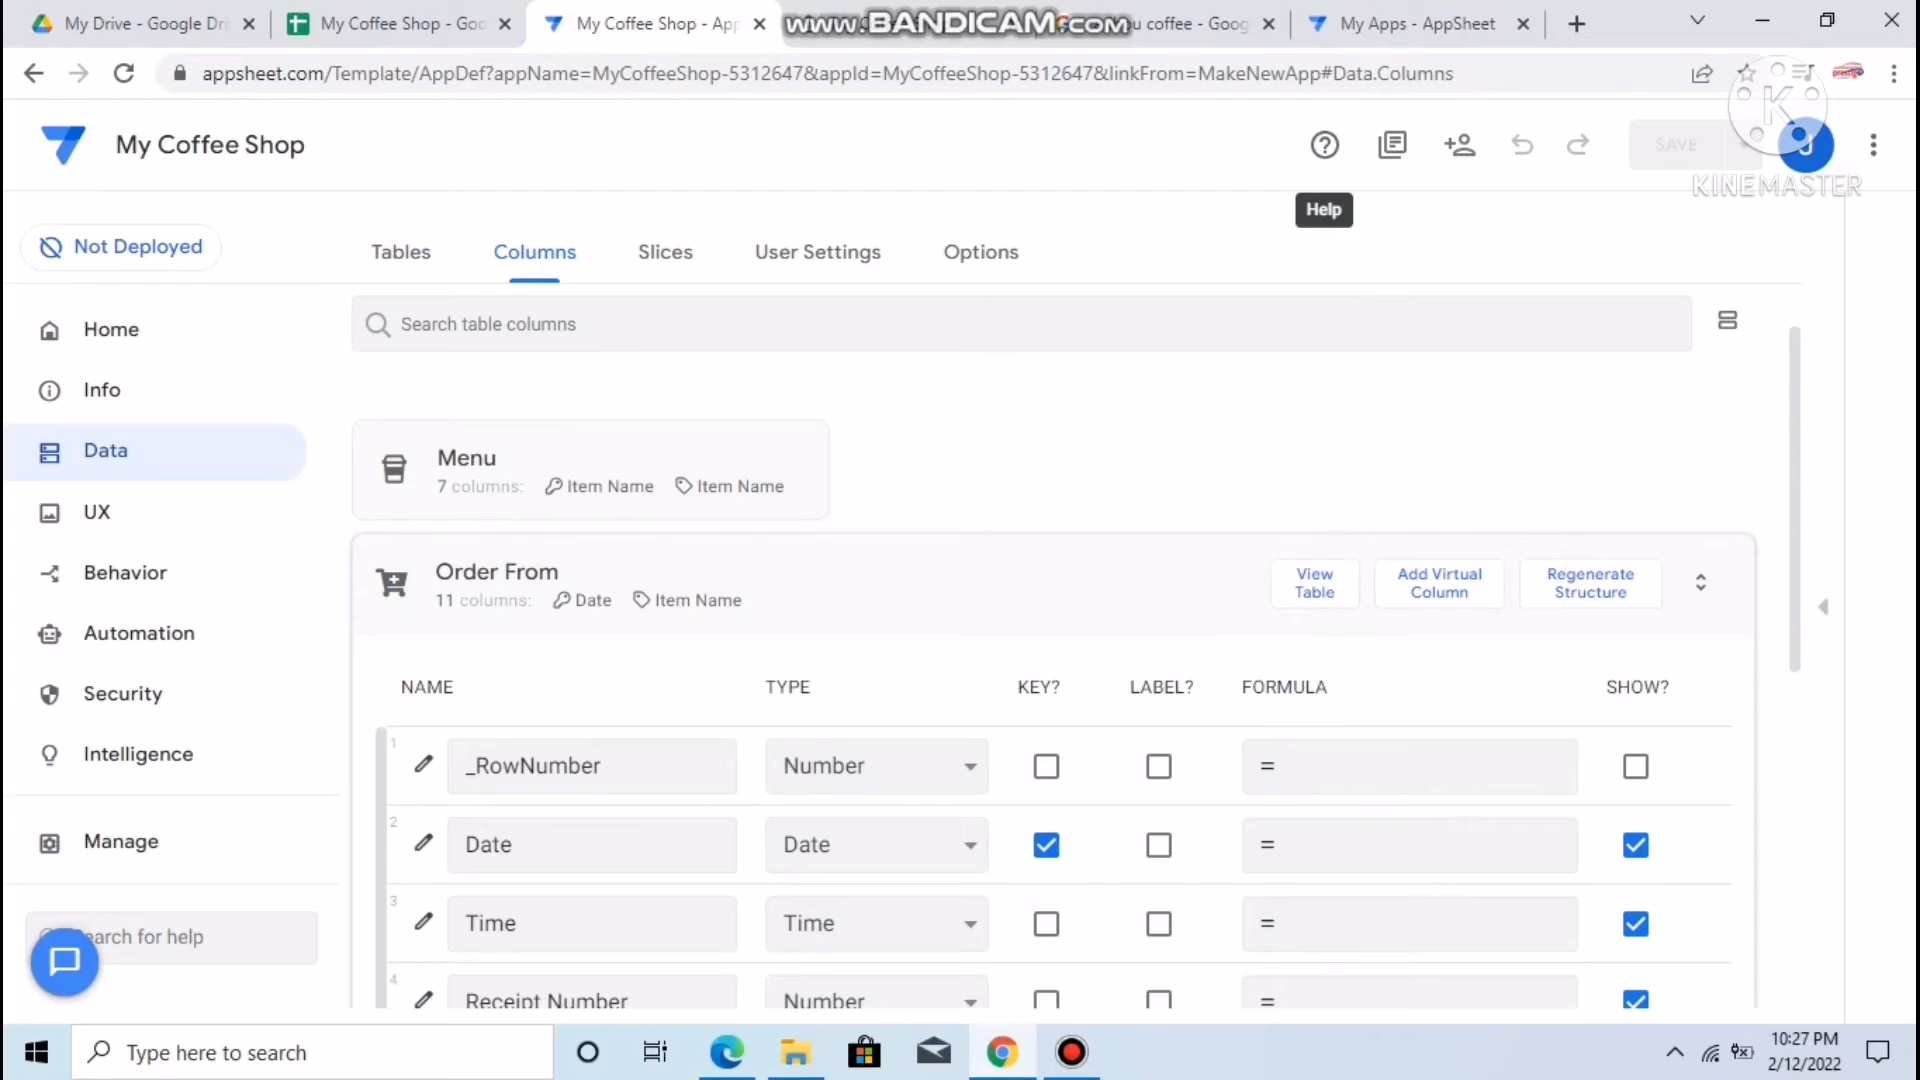 My Drive - Google Dri
My Coffee Shop - Goo
My Coffee Shop - App
www.BANDICAM.com
u coffee - Goog
My Apps - AppSheet
appsheet.com/Template/AppDef?appName=MyCoffeeShop-5312647&appId=MyCoffeeShop-5312647&linkFrom=MakeNewApp#Data.Columns
My Coffee Shop
SAVE
J
K
KINEMASTER
Help
Not Deployed
Tables
Columns
Slices
User Settings
Options
Search table columns
Home
Info
Data
UX
Behavior
Automation
Security
Intelligence
Manage
earch for help
Menu
7 columns: Item Name Item Name
Order From
11 columns: Date Item Name
View Table
Add Virtual Column
Regenerate Structure
NAME TYPE KEY? LABEL? FORMULA SHOW?
1 _RowNumber Number =
2 Date Date =
3 Time Time =
4 Receipt Number Number =
Type here to search
10:27 PM
2/12/2022